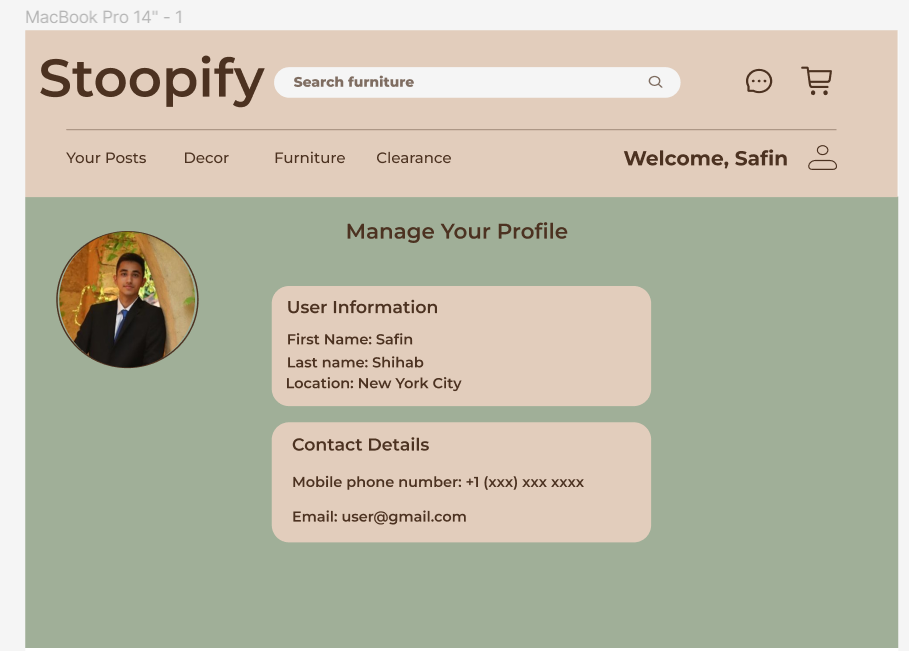 MacBook Pro 14" - 1
Stoopify
Search furniture
Your Posts Decor Furniture Clearance
Welcome, Safin
Manage Your Profile
User Information
First Name: Safin
Last name: Shihab
Location: New York City
Contact Details
Mobile phone number: +1 (xxx) xxx xxxx
Email: user@gmail.com